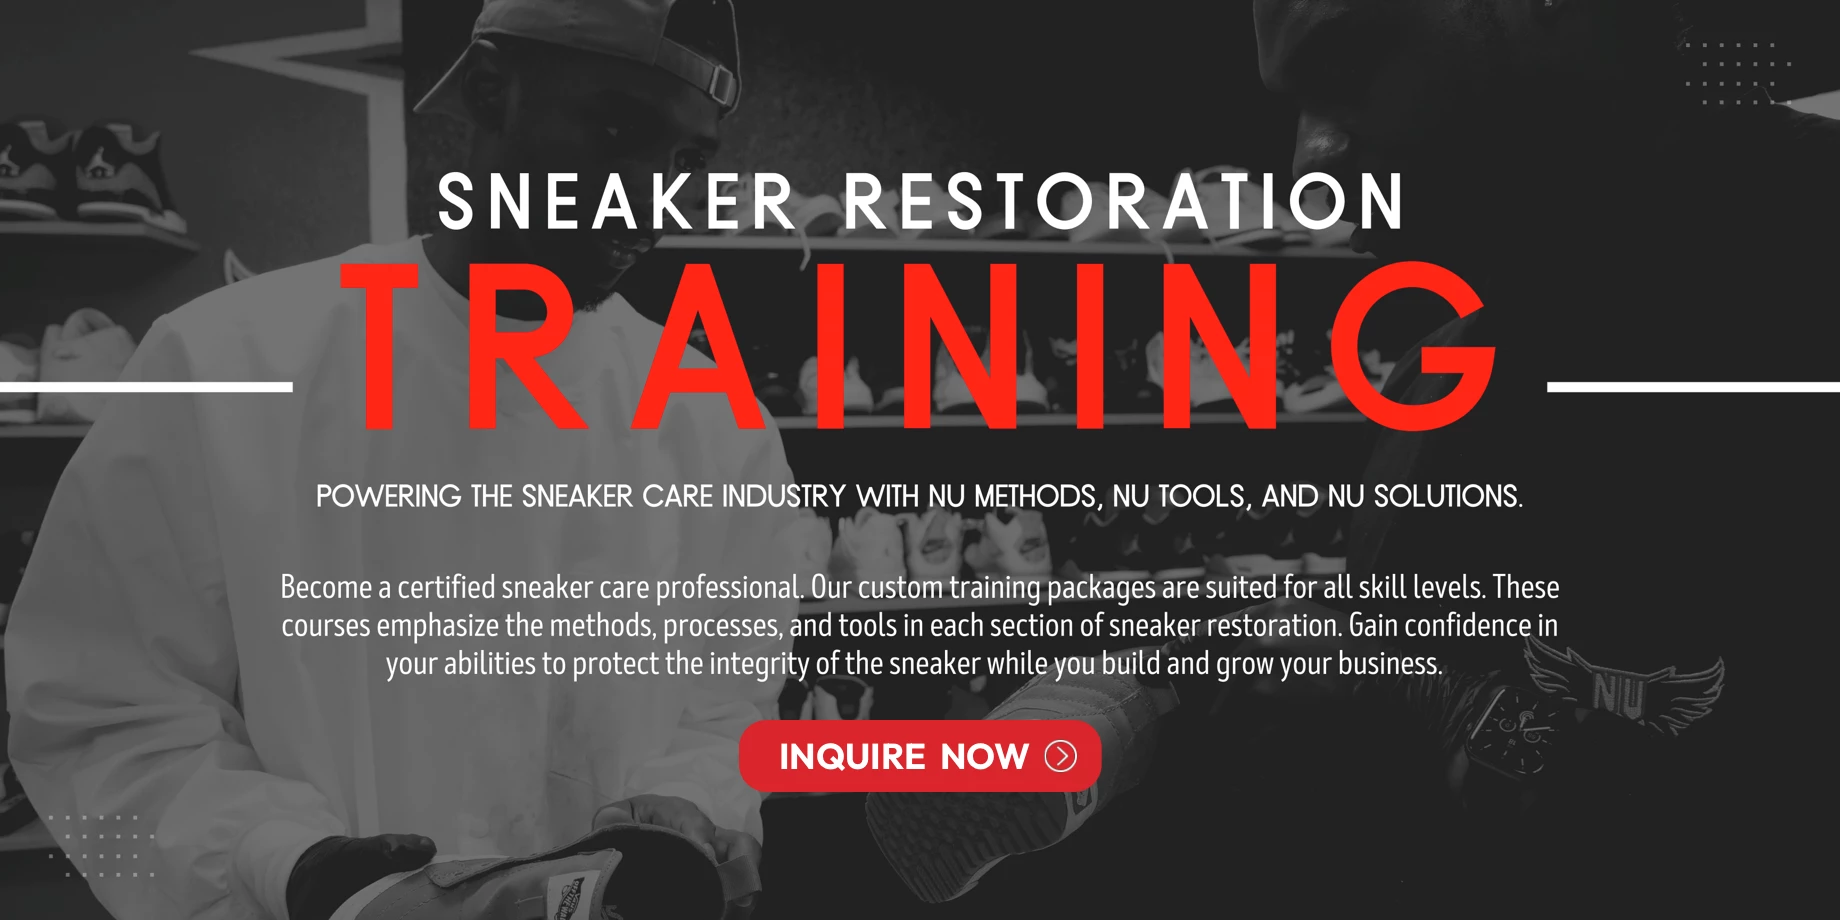 SNEAKER RESTORATION
TRAINING
POWERING THE SNEAKER CARE INDUSTRY WITH NU METHODS, NU TOOLS, AND NU SOLUTIONS.
Become a certified sneaker care professional. Our custom training packages are suited for all skill levels. These
courses emphasize the methods, processes, and tools in each section of sneaker restoration. Gain confidence in
your abilities to protect the integrity of the sneaker while you build and grow your business.
NU
INQUIRE NOW